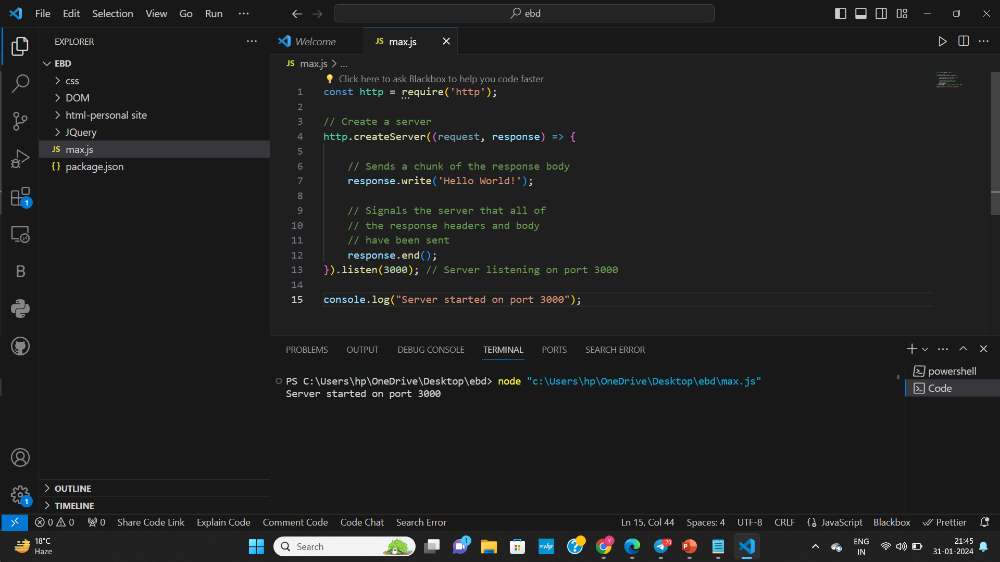 File Edit Selection View Go Run ··· ebd
EXPLORER ···
EBD
css
DOM
html-personal site
JQuery
JS max.js
{} package.json
OUTLINE
TIMELINE
1
B
1
Welcome JS max.js
JS max.js > ...
Click here to ask Blackbox to help you code faster
1 const http = require('http');
2
3 // Create a server
4 http.createServer((request, response) => {
5
6 // Sends a chunk of the response body
7 response.write('Hello World!');
8
9 // Signals the server that all of
10 // the response headers and body
11 // have been sent
12 response.end();
13 }).listen(3000); // Server listening on port 3000
14
15 console.log("Server started on port 3000");
PROBLEMS OUTPUT DEBUG CONSOLE TERMINAL PORTS SEARCH ERROR
PS C:\Users\hp\OneDrive\Desktop\ebd> node "c:\Users\hp\OneDrive\Desktop\ebd\max.js"
Server started on port 3000
powershell
Code
0 0 0 Share Code Link Explain Code Comment Code Code Chat Search Error Ln 15, Col 44 Spaces: 4 UTF-8 CRLF {} JavaScript Blackbox Prettier
18°C
Haze
Search
1
myhp
?
Y
.70
P
ENG
IN
21:45
31-01-2024